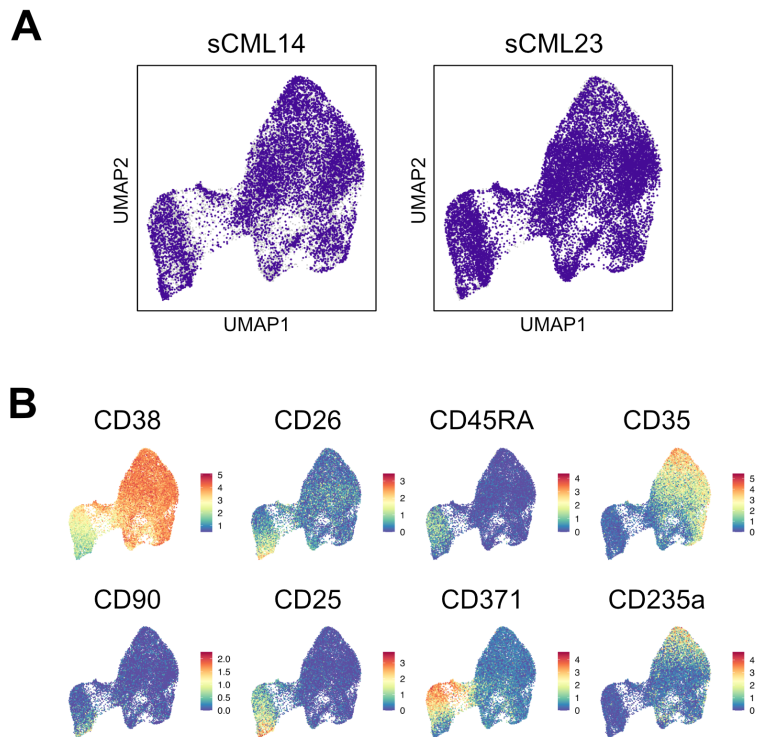 A
sCML14 sCML23
UMAP2 UMAP2
UMAP1 UMAP1
B
CD38 CD26 CD45RA CD35
5 3 4 5
4 2 3 4
3 1 2 3
2 0 1 2
1 0 1
0
CD90 CD25 CD371 CD235a
2.0 3 4 4
1.5 2 3 3
1.0 1 2 2
0.5 0 1 1
0.0 0 0